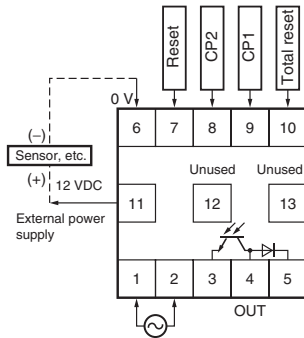 Reset
CP2
CP1
Total reset
0 V
6 7 8 9 10
(−)
Sensor, etc.
(+)
12 VDC
Unused Unused
11 12 13
External power
supply
1 2 3 4 5
OUT